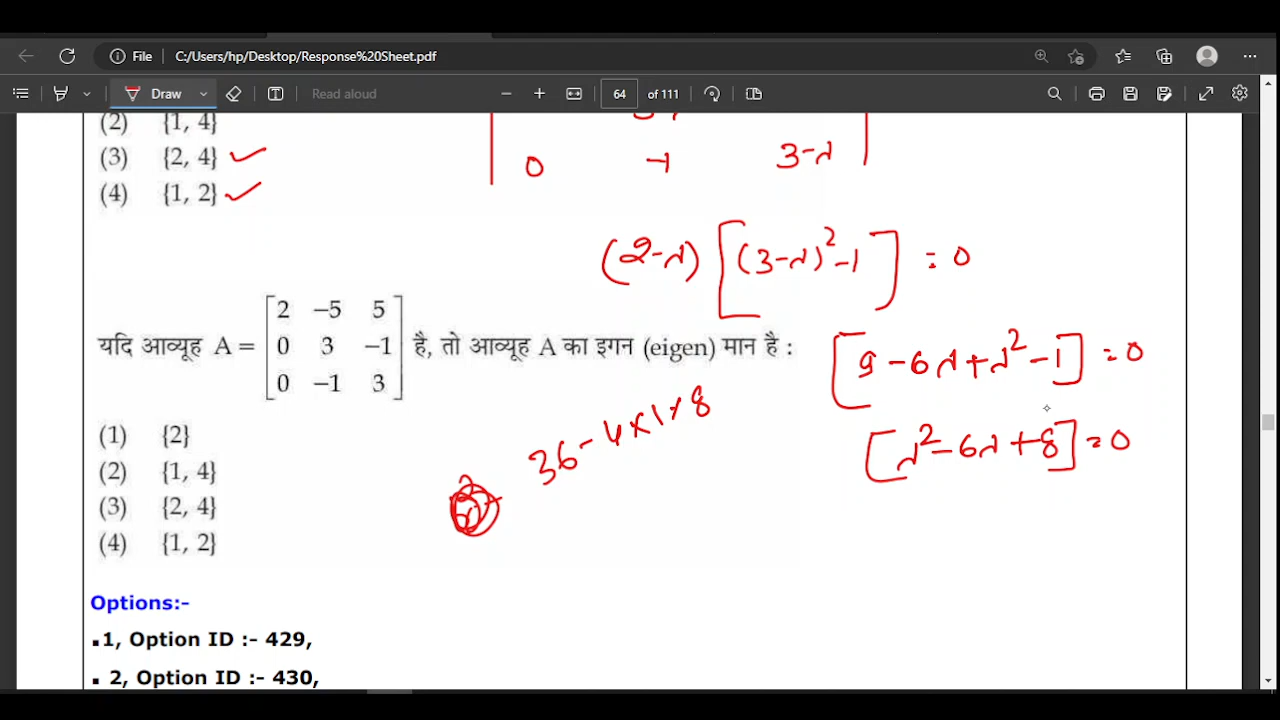 File C:/Users/hp/Desktop/Response%20Sheet.pdf
Draw Read aloud 64 of 111
(2) {1, 4}
(3) {2, 4}
(4) {1, 2}
0 -1 3-λ
(2-λ) [(3-λ)² -1] = 0
यदि आव्यूह A = [2 −5 5
0 3 −1
0 −1 3] है, तो आव्यूह A का इगन (eigen) मान है :
[9 -6λ+λ² -1] = 0
[λ²-6λ+8] = 0
36-4×1×8
(1) {2}
(2) {1, 4}
(3) {2, 4}
(4) {1, 2}
Options:-
1, Option ID :- 429,
2, Option ID :- 430,